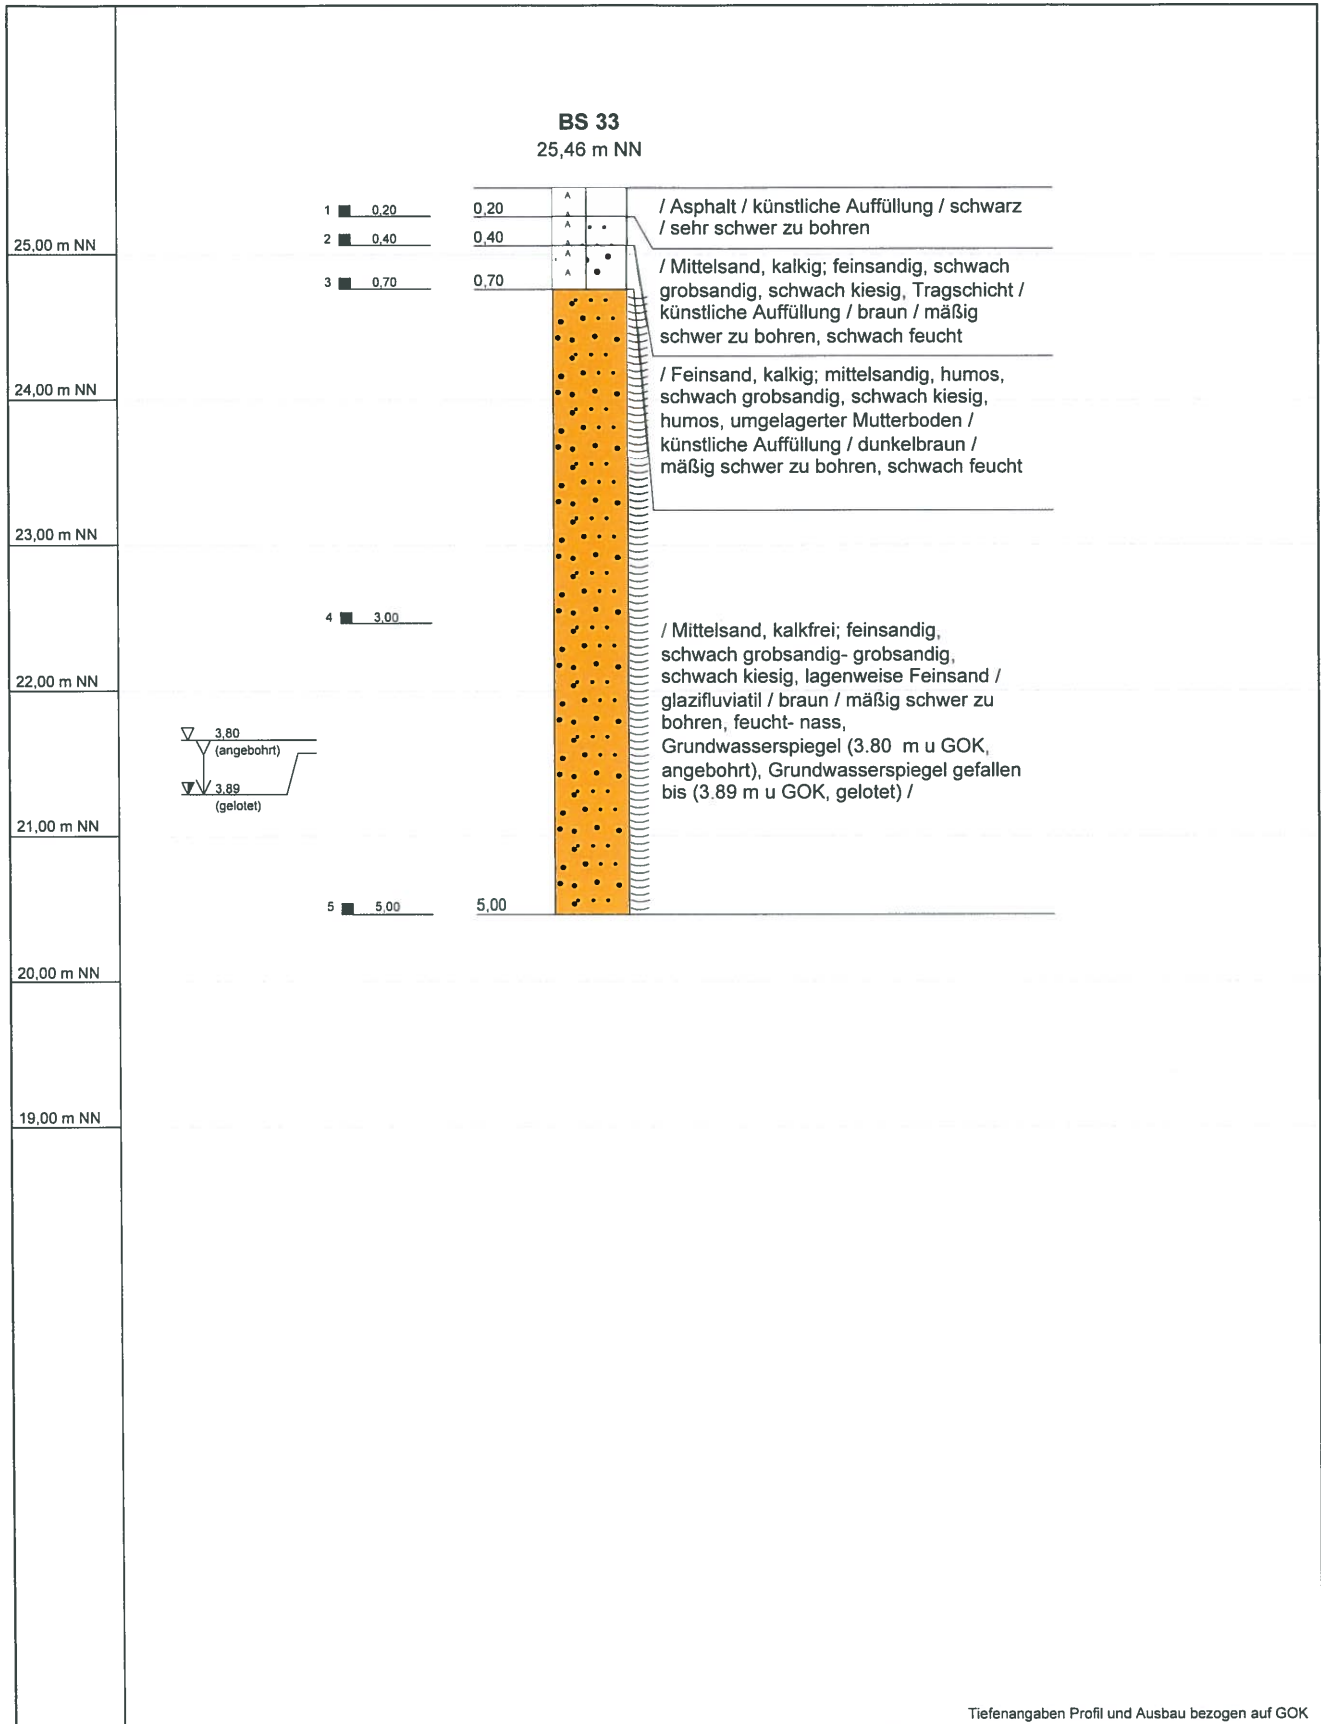 BS 33
25,46 m NN
1 0,20
0,20
/ Asphalt / künstliche Auffüllung / schwarz
/ sehr schwer zu bohren
2 0,40
0,40
25,00 m NN
/ Mittelsand, kalkig; feinsandig, schwach
grobsandig, schwach kiesig, Tragschicht /
künstliche Auffüllung / braun / mäßig
schwer zu bohren, schwach feucht
3 0,70
0,70
A
A
A
A
A
A
/ Feinsand, kalkig; mittelsandig, humos,
schwach grobsandig, schwach kiesig,
humos, umgelagerter Mutterboden /
künstliche Auffüllung / dunkelbraun /
mäßig schwer zu bohren, schwach feucht
24,00 m NN
23,00 m NN
4 3,00
/ Mittelsand, kalkfrei; feinsandig,
schwach grobsandig- grobsandig,
schwach kiesig, lagenweise Feinsand /
glazifluviatil / braun / mäßig schwer zu
bohren, feucht- nass,
Grundwasserspiegel (3.80 m u GOK,
angebohrt), Grundwasserspiegel gefallen
bis (3.89 m u GOK, gelotet) /
22,00 m NN
3,80
(angebohrt)
3,89
(gelotet)
21,00 m NN
5 5,00
5,00
20,00 m NN
19,00 m NN
Tiefenangaben Profil und Ausbau bezogen auf GOK